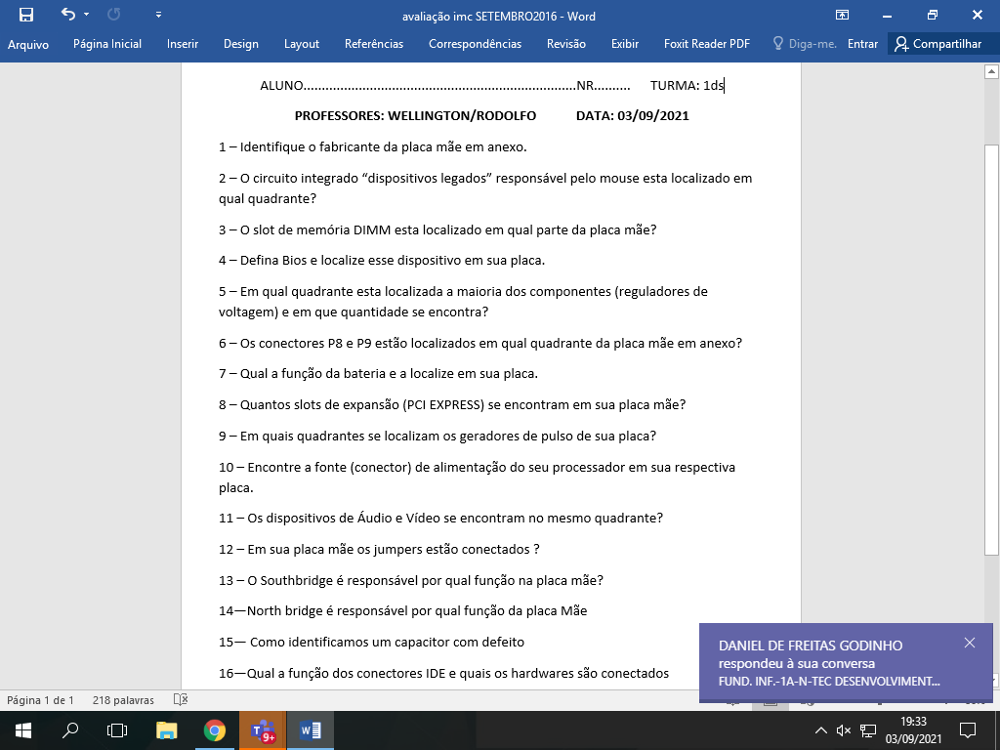 avaliação imc SETEMBRO2016 - Word
Arquivo Página Inicial Inserir Design Layout Referências Correspondências Revisão Exibir Foxit Reader PDF Diga-me. Entrar Compartilhar
ALUNO..........................................................................NR.......... TURMA: 1ds
PROFESSORES: WELLINGTON/RODOLFO DATA: 03/09/2021
1 – Identifique o fabricante da placa mãe em anexo.
2 – O circuito integrado “dispositivos legados” responsável pelo mouse esta localizado em
qual quadrante?
3 – O slot de memória DIMM esta localizado em qual parte da placa mãe?
4 – Defina Bios e localize esse dispositivo em sua placa.
5 – Em qual quadrante esta localizada a maioria dos componentes (reguladores de
voltagem) e em que quantidade se encontra?
6 – Os conectores P8 e P9 estão localizados em qual quadrante da placa mãe em anexo?
7 – Qual a função da bateria e a localize em sua placa.
8 – Quantos slots de expansão (PCI EXPRESS) se encontram em sua placa mãe?
9 – Em quais quadrantes se localizam os geradores de pulso de sua placa?
10 – Encontre a fonte (conector) de alimentação do seu processador em sua respectiva
placa.
11 – Os dispositivos de Áudio e Vídeo se encontram no mesmo quadrante?
12 – Em sua placa mãe os jumpers estão conectados ?
13 – O Southbridge é responsável por qual função na placa mãe?
14—North bridge é responsável por qual função da placa Mãe
15— Como identificamos um capacitor com defeito
16—Qual a função dos conectores IDE e quais os hardwares são conectados
DANIEL DE FREITAS GODINHO
respondeu à sua conversa
FUND. INF.-1A-N-TEC DESENVOLVIMENT...
Página 1 de 1 218 palavras
9+
19:33
03/09/2021